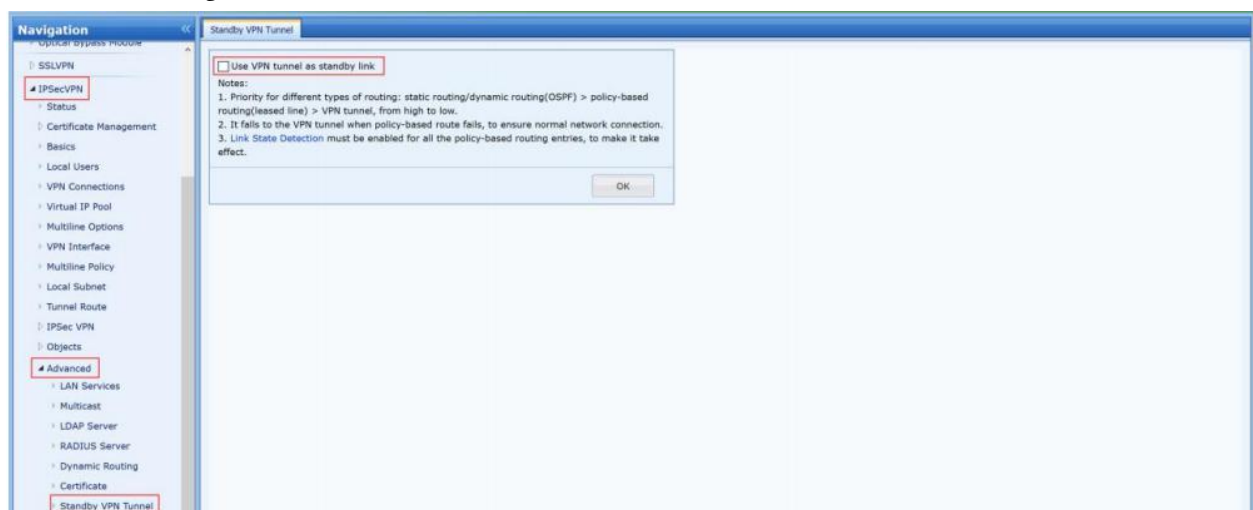 Navigation
Optical Bypass Module
SSLVPN
IPSecVPN
Status
Certificate Management
Basics
Local Users
VPN Connections
Virtual IP Pool
Multiline Options
VPN Interface
Multiline Policy
Local Subnet
Tunnel Route
IPSec VPN
Objects
Advanced
LAN Services
Multicast
LDAP Server
RADIUS Server
Dynamic Routing
Certificate
Standby VPN Tunnel
Standby VPN Tunnel
Use VPN tunnel as standby link
Notes:
1. Priority for different types of routing: static routing/dynamic routing(OSPF) > policy-based
routing(leased line) > VPN tunnel, from high to low.
2. It falls to the VPN tunnel when policy-based route fails, to ensure normal network connection.
3. Link State Detection must be enabled for all the policy-based routing entries, to make it take
effect.
OK